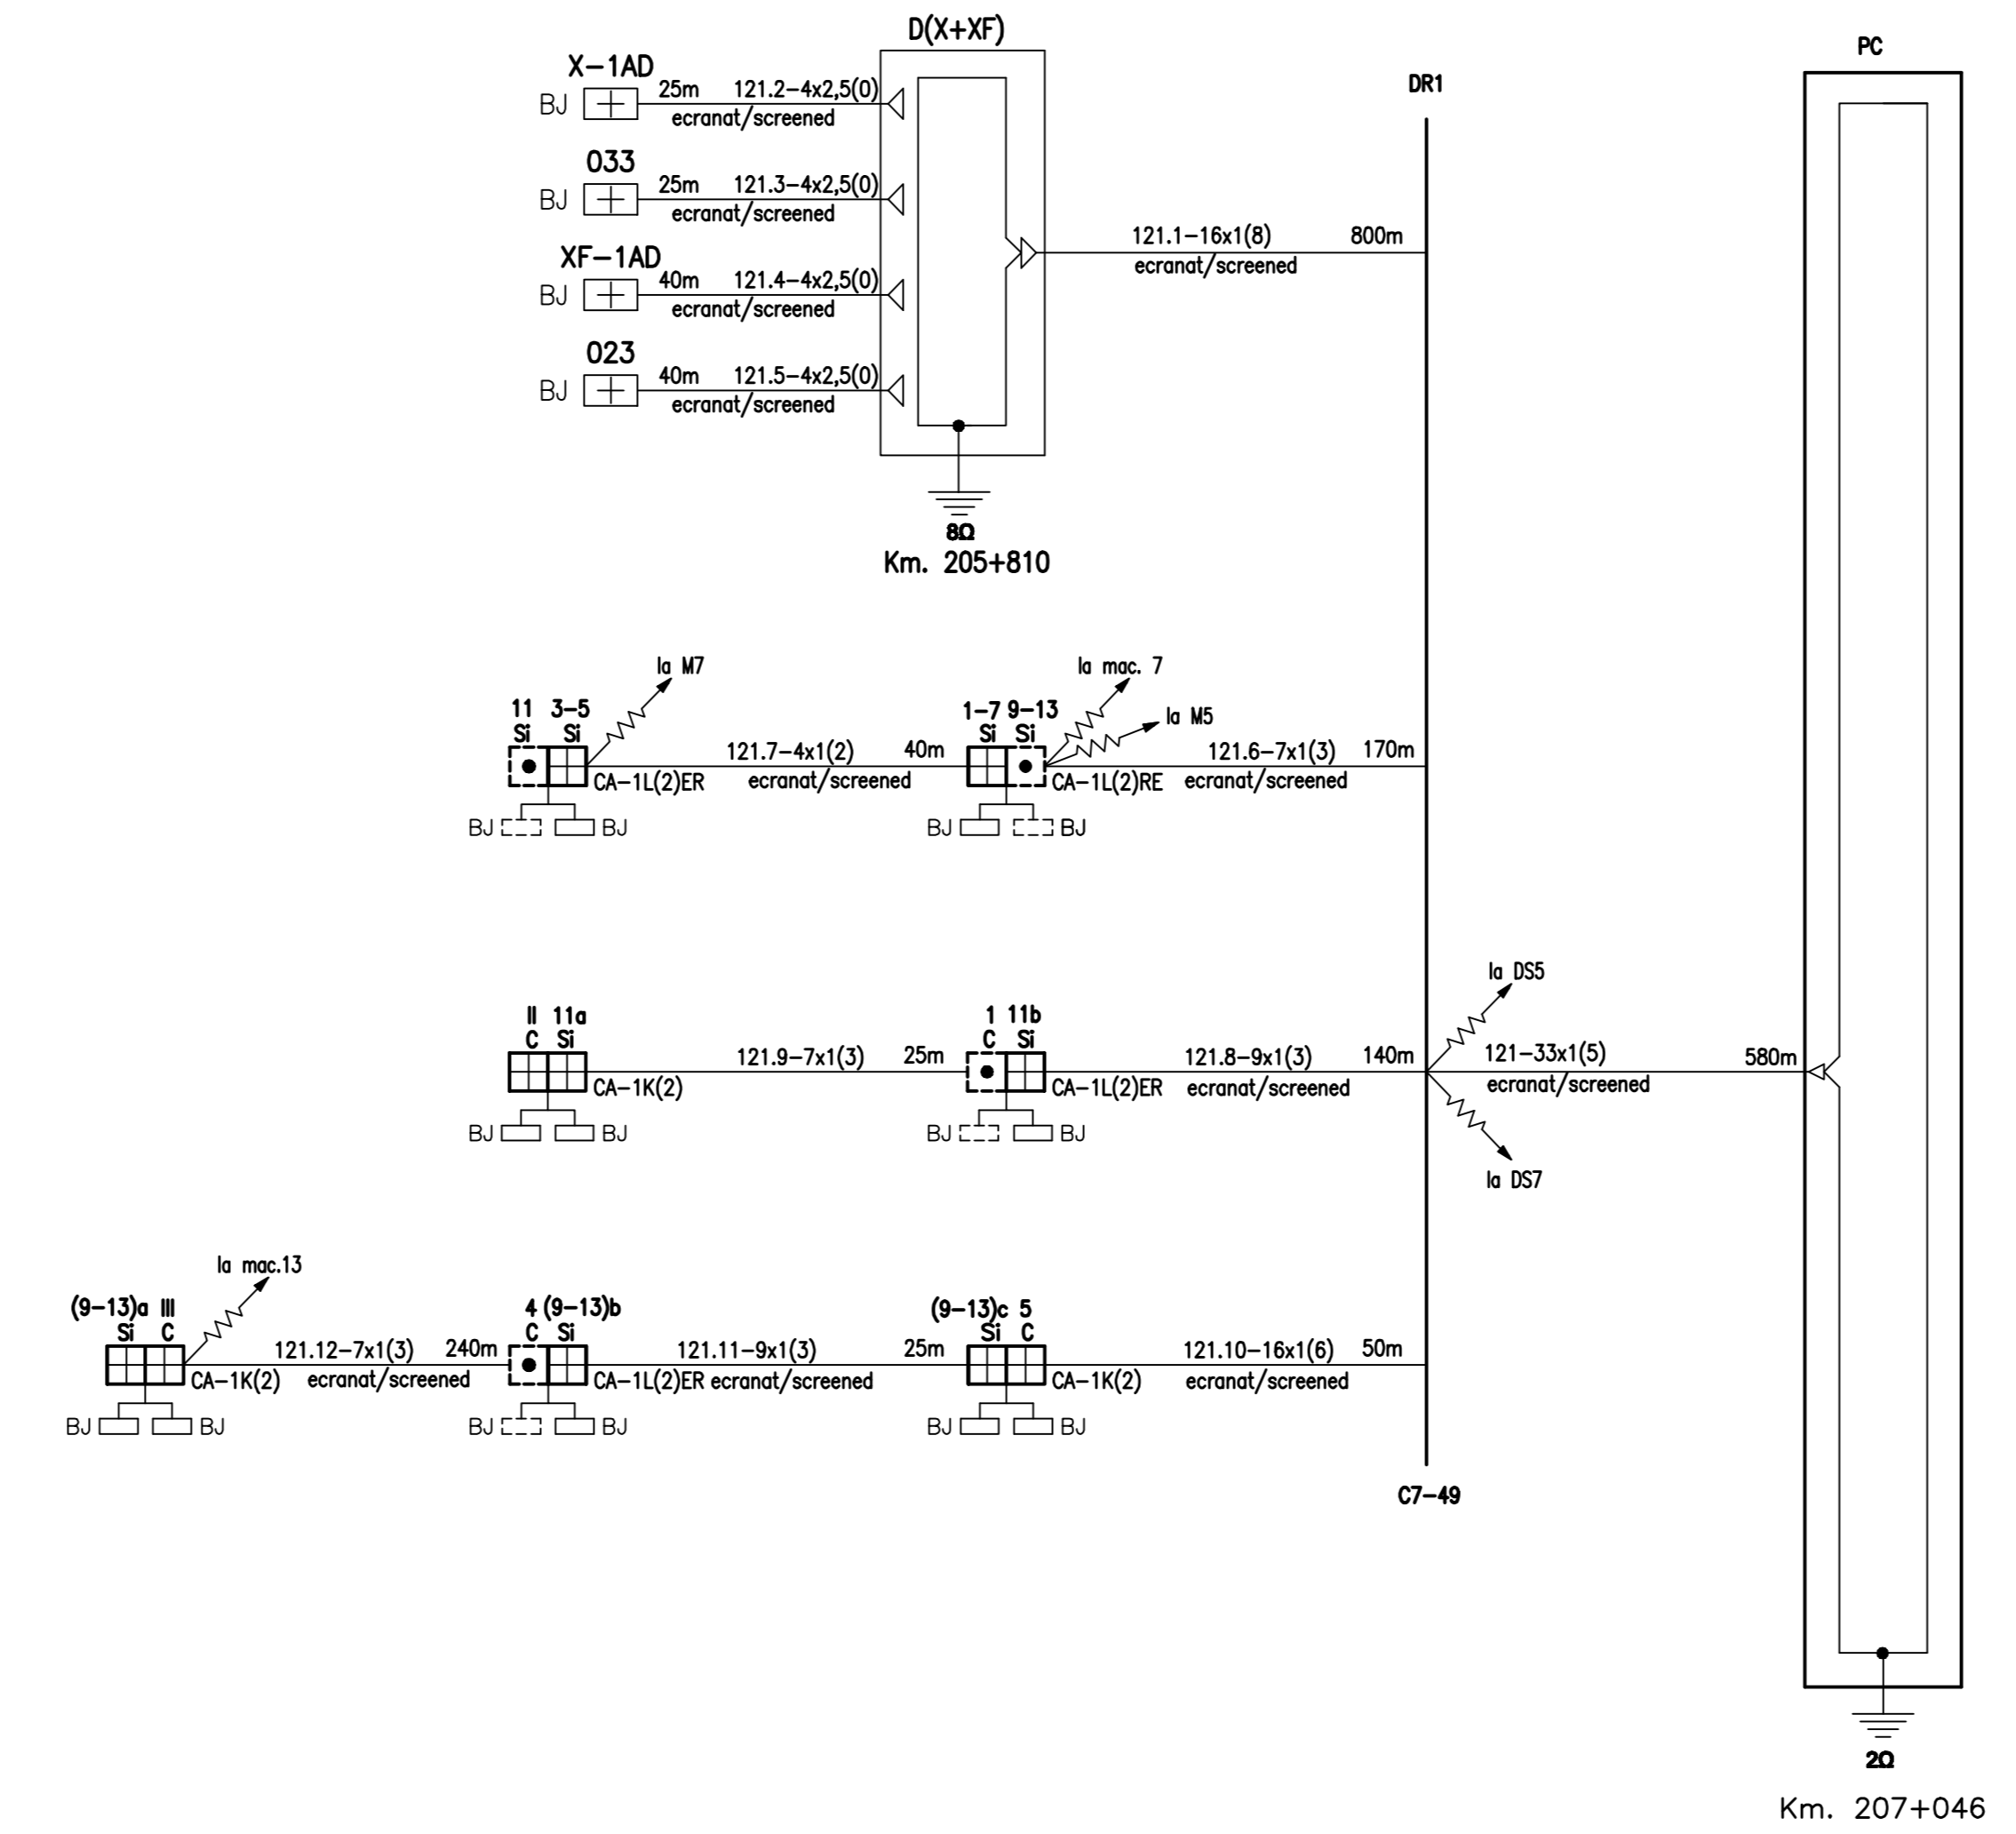 D(X+XF)
PC
X-1AD
BJ
25m 121.2-4x2,5(0)
ecranat/screened
DR1
033
BJ
25m 121.3-4x2,5(0)
ecranat/screened
XF-1AD
BJ
40m 121.4-4x2,5(0)
ecranat/screened
121.1-16x1(8) 800m
ecranat/screened
023
BJ
40m 121.5-4x2,5(0)
ecranat/screened
8Ω
Km. 205+810
la M7
la mac. 7
la M5
11 3-5
Si Si
1-7 9-13
Si Si
121.7-4x1(2) 40m
CA-1L(2)ER ecranat/screened
121.6-7x1(3) 170m
CA-1L(2)RE ecranat/screened
BJ BJ
BJ BJ
la DS5
II 11a
C Si
1 11b
C Si
121.9-7x1(3) 25m
CA-1K(2)
121.8-9x1(3) 140m
CA-1L(2)ER ecranat/screened
121-33x1(5) 580m
ecranat/screened
BJ BJ
BJ BJ
la DS7
la mac.13
(9-13)a III
Si C
4 (9-13)b
C Si
(9-13)c 5
Si C
121.12-7x1(3) 240m
CA-1K(2) ecranat/screened
121.11-9x1(3) 25m
CA-1L(2)ER ecranat/screened
121.10-16x1(6) 50m
CA-1K(2) ecranat/screened
BJ BJ
BJ BJ
BJ BJ
C7-49
2Ω
Km. 207+046